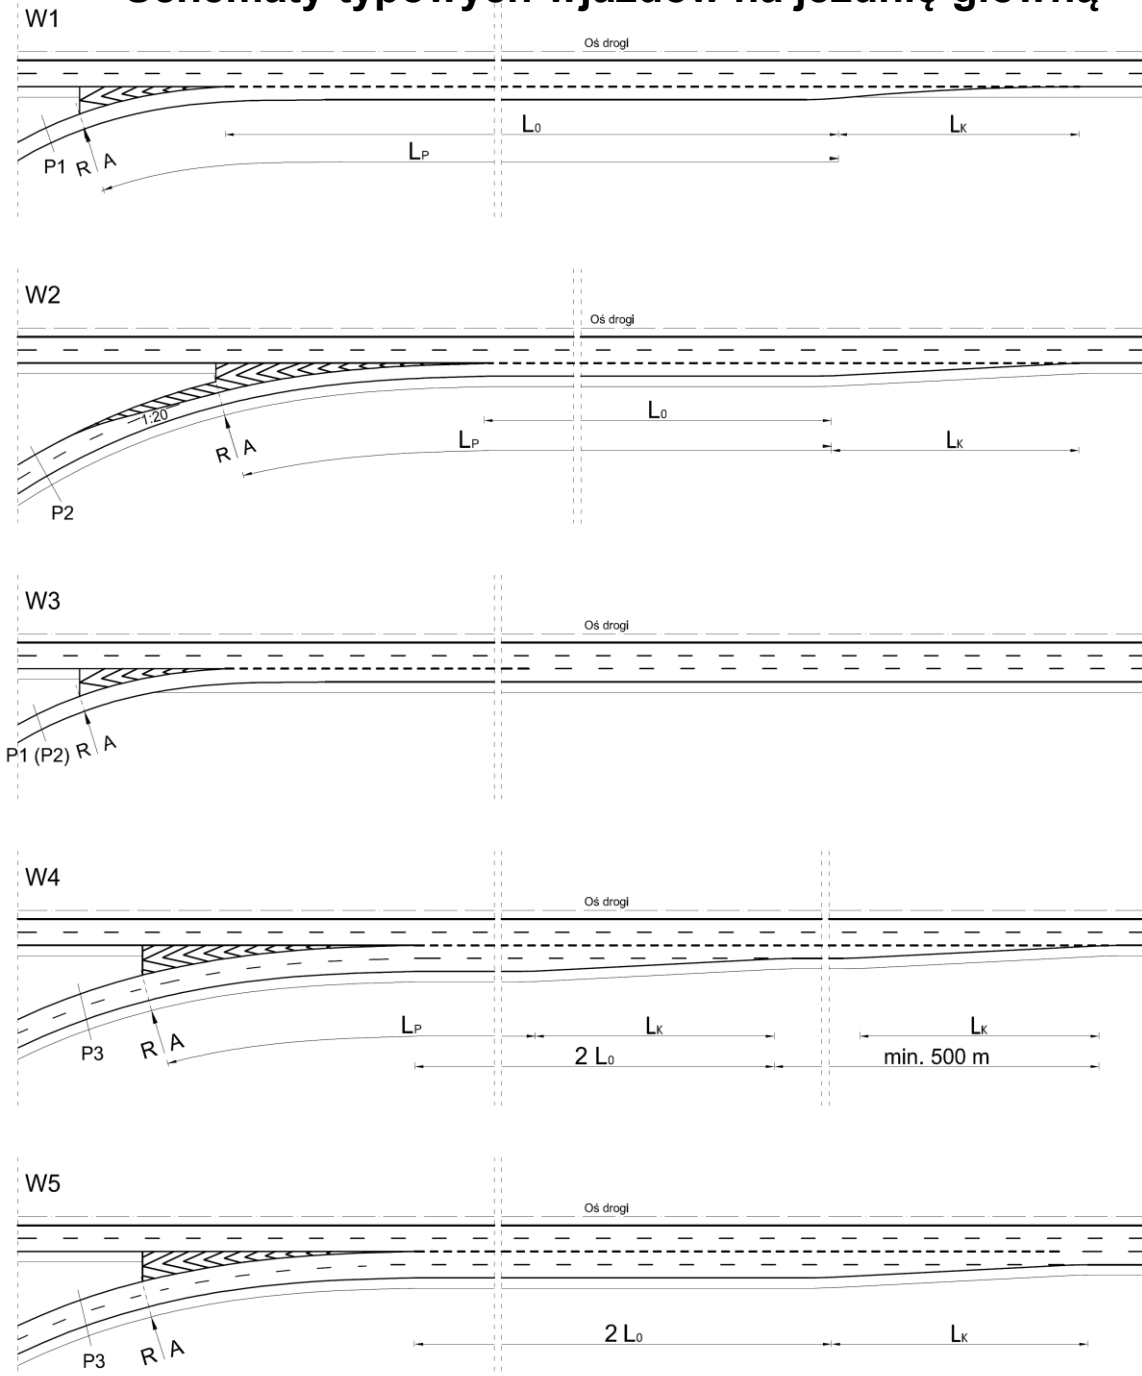 Schematy typowych wjazdów na jezdnię główną
W1
Oś drogi
L0
LK
LP
P1 R A
W2
Oś drogi
1:20
L0
LP
LK
R A
P2
W3
Oś drogi
P1 (P2) R A
W4
Oś drogi
LP
LK
LK
P3 R A
2 L0
min. 500 m
W5
Oś drogi
2 L0
LK
P3 R A